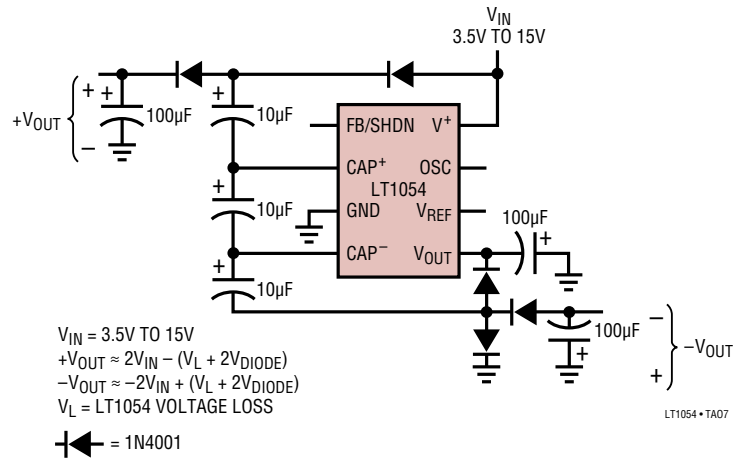 V_IN
3.5V TO 15V
+V_OUT
+
+
−
100µF
+
10µF
FB/SHDN
V+
CAP+
OSC
LT1054
GND
V_REF
CAP−
V_OUT
+
10µF
+
10µF
100µF
+
100µF
+
−
+
−V_OUT
V_IN = 3.5V TO 15V
+V_OUT ≈ 2V_IN − (V_L + 2V_DIODE)
−V_OUT ≈ −2V_IN + (V_L + 2V_DIODE)
V_L = LT1054 VOLTAGE LOSS
= 1N4001
LT1054 • TA07